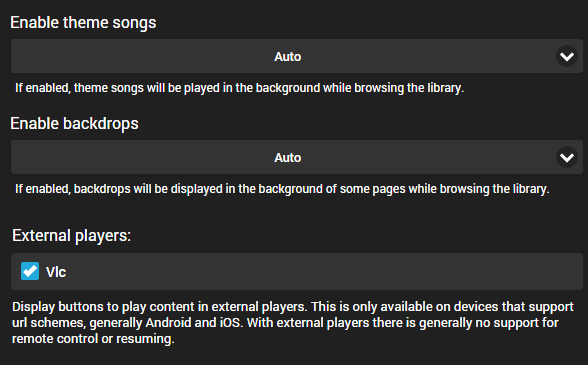 Enable theme songs
Auto
If enabled, theme songs will be played in the background while browsing the library.
Enable backdrops
Auto
If enabled, backdrops will be displayed in the background of some pages while browsing the library.
External players:
Vlc
Display buttons to play content in external players. This is only available on devices that support
url schemes, generally Android and iOS. With external players there is generally no support for
remote control or resuming.